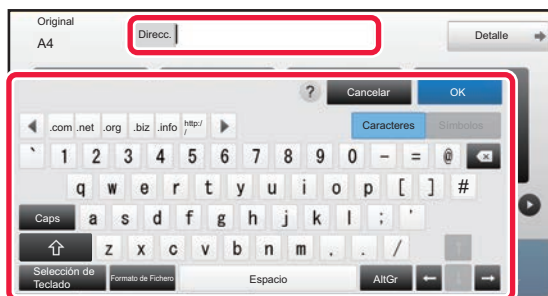 Original
A4
Direcc.
Detalle
?
Cancelar
OK
.com .net .org .biz .info http:/
/
Caracteres
Símbolos
` 1 2 3 4 5 6 7 8 9 0 - = @
q w e r t y u i o p [ ] #
Caps a s d f g h j k l ; '
z x c v b n m , . /
Selección de
Teclado
Formato de Fichero
Espacio
AltGr